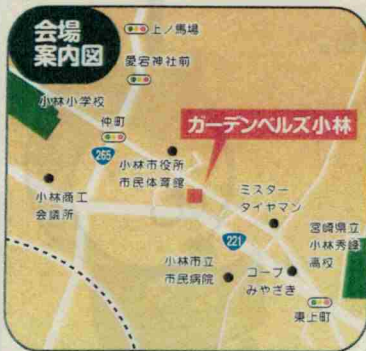 会場
案内図
上ノ馬場
愛宕神社前
小林小学校
仲町
ガーデンベルズ小林
265
小林市役所
市民体育館
小林商工
会議所
ミスター
タイヤマン
宮崎県立
小林秀峰
高校
221
小林市立
市民病院
コープ
みやざき
東上町